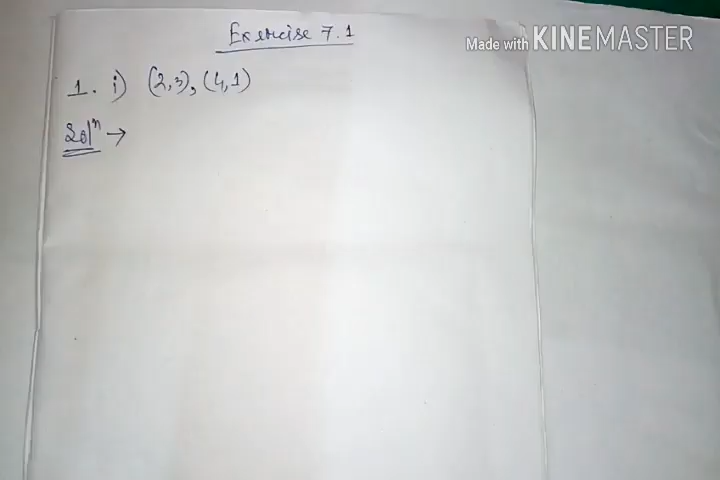 Exercise 7.1
Made with KINEMASTER
1. i) (2,3), (4,1)
Solⁿ →